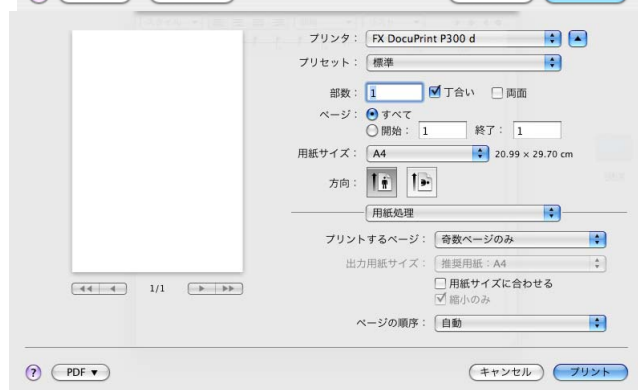 プリンタ： FX DocuPrint P300 d
プリセット： 標準
部数： 1 丁合い 両面
ページ： すべて
開始： 1 終了： 1
用紙サイズ： A4 20.99 × 29.70 cm
方向：
用紙処理
プリントするページ： 奇数ページのみ
出力用紙サイズ： 推奨用紙：A4
用紙サイズに合わせる
縮小のみ
ページの順序： 自動
1/1
? PDF ▼ キャンセル プリント